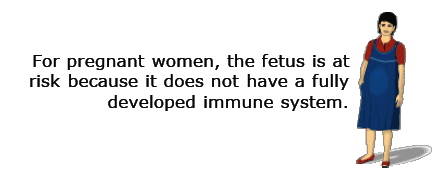 For pregnant women, the fetus is at
risk because it does not have a fully
developed immune system.